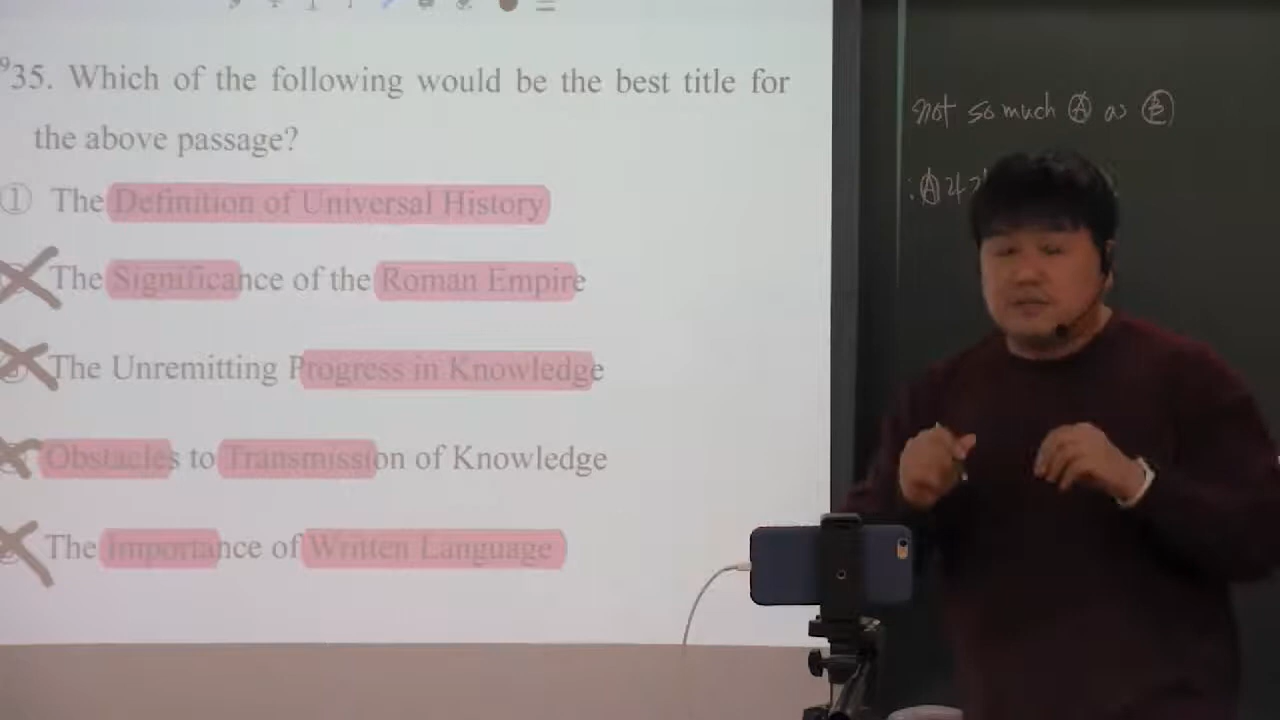 35. Which of the following would be the best title for
the above passage?
① The Definition of Universal History
The Significance of the Roman Empire
The Unremitting Progress in Knowledge
Obstacles to Transmission of Knowledge
The Importance of Written Language
not so much Ⓐ as Ⓑ
: Ⓐ